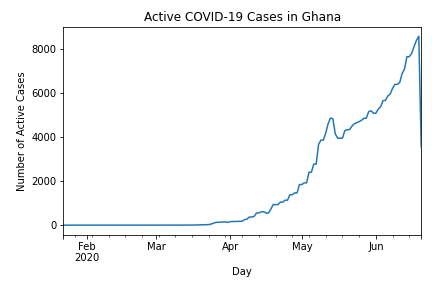 Active COVID-19 Cases in Ghana
Number of Active Cases
8000
6000
4000
2000
0
Feb
2020
Mar
Apr
May
Jun
Day